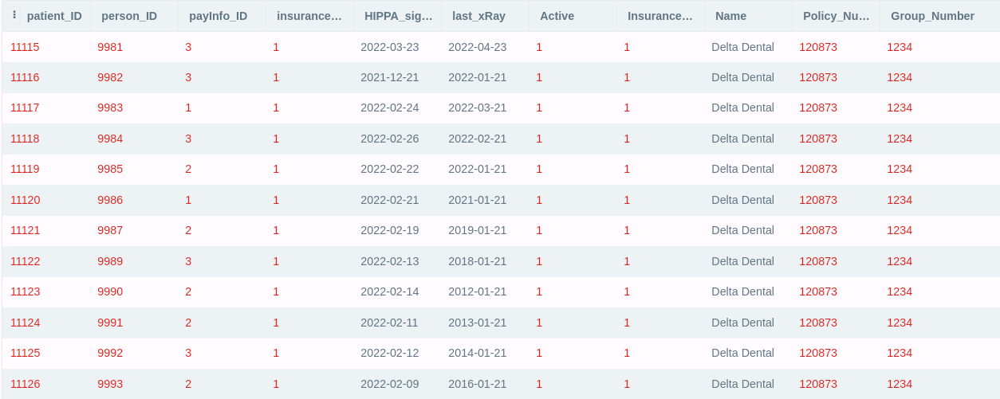 patient_ID person_ID payInfo_ID insurance... HIPPA_sig... last_xRay Active Insurance... Name Policy_Nu... Group_Number
11115 9981 3 1 2022-03-23 2022-04-23 1 1 Delta Dental 120873 1234
11116 9982 3 1 2021-12-21 2022-01-21 1 1 Delta Dental 120873 1234
11117 9983 1 1 2022-02-24 2022-03-21 1 1 Delta Dental 120873 1234
11118 9984 3 1 2022-02-26 2022-02-21 1 1 Delta Dental 120873 1234
11119 9985 2 1 2022-02-22 2022-01-21 1 1 Delta Dental 120873 1234
11120 9986 1 1 2022-02-21 2021-01-21 1 1 Delta Dental 120873 1234
11121 9987 2 1 2022-02-19 2019-01-21 1 1 Delta Dental 120873 1234
11122 9989 3 1 2022-02-13 2018-01-21 1 1 Delta Dental 120873 1234
11123 9990 2 1 2022-02-14 2012-01-21 1 1 Delta Dental 120873 1234
11124 9991 2 1 2022-02-11 2013-01-21 1 1 Delta Dental 120873 1234
11125 9992 3 1 2022-02-12 2014-01-21 1 1 Delta Dental 120873 1234
11126 9993 2 1 2022-02-09 2016-01-21 1 1 Delta Dental 120873 1234